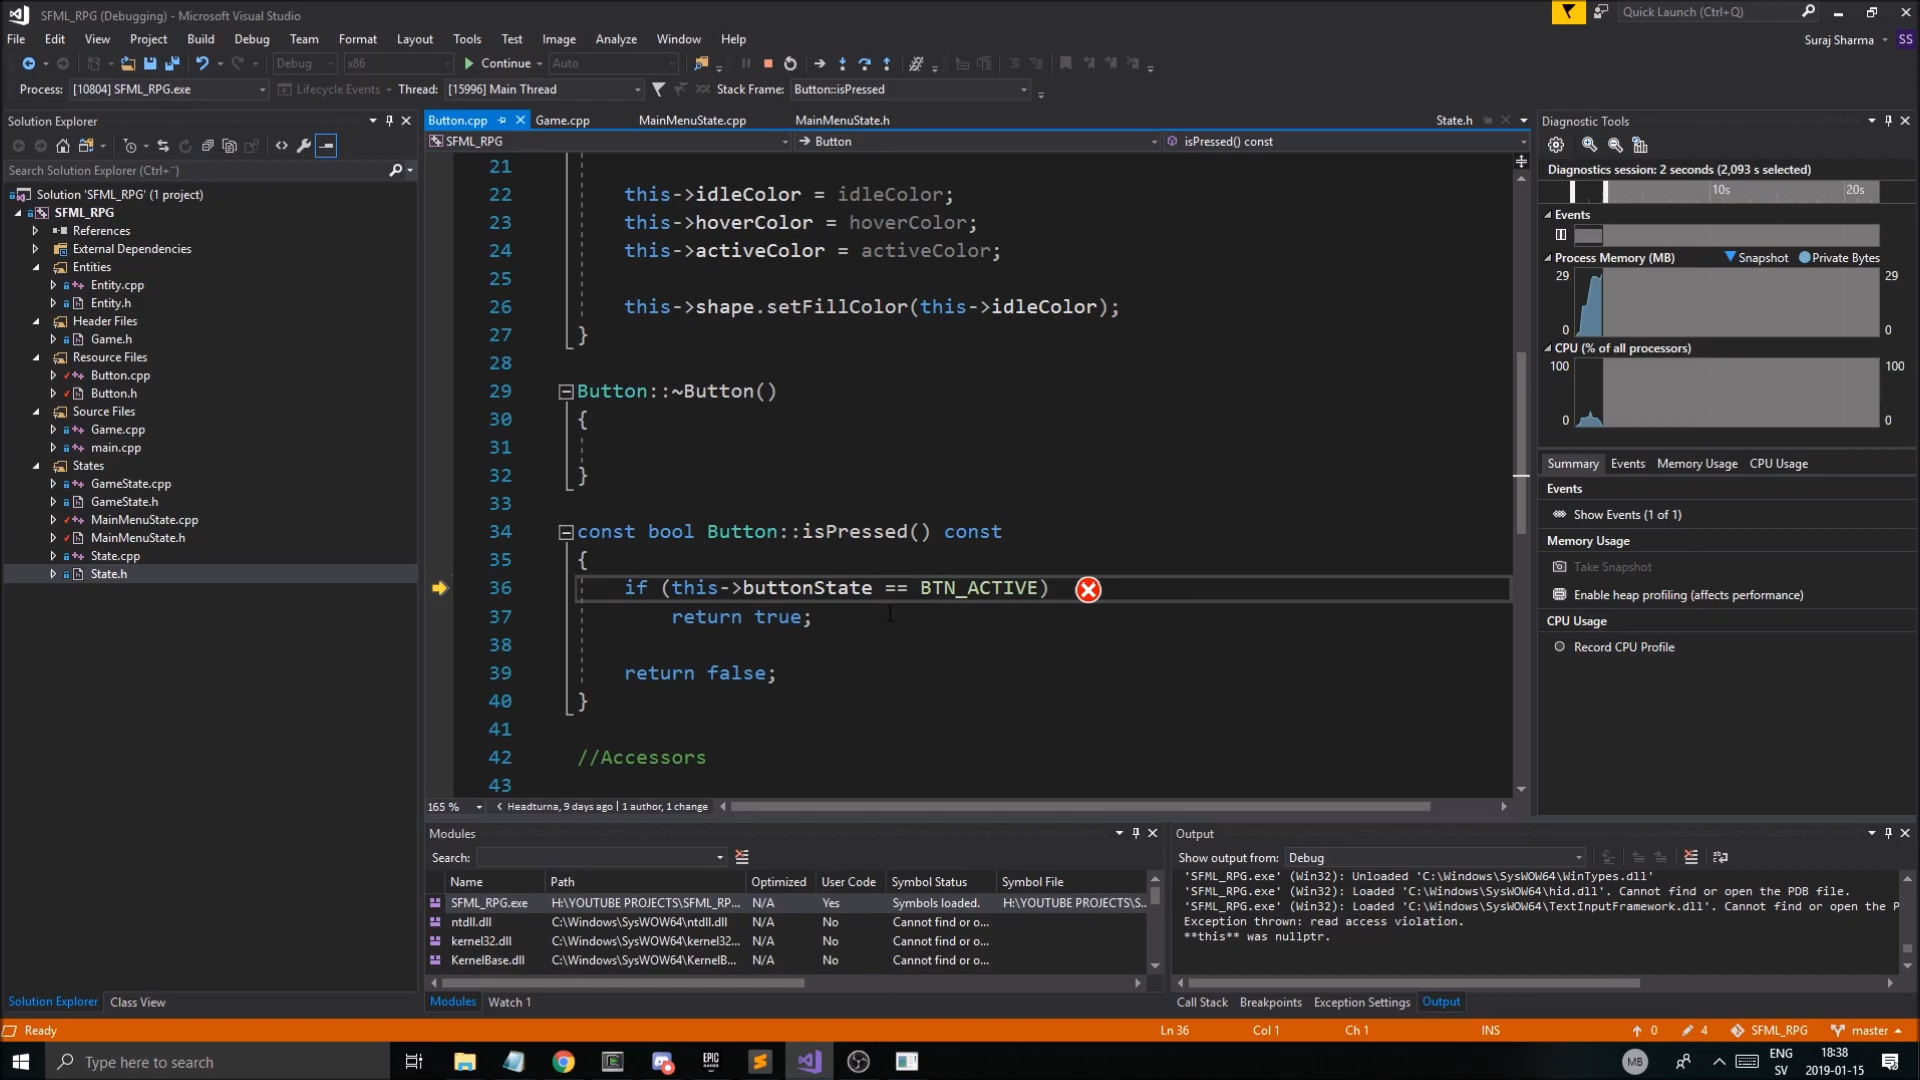 SFML_RPG (Debugging) - Microsoft Visual Studio
Quick Launch (Ctrl+Q)
File Edit View Project Build Debug Team Format Layout Tools Test Image Analyze Window Help
Suraj Sharma SS
Debug x86 Continue Auto
Process: [10804] SFML_RPG.exe Lifecycle Events Thread: [15996] Main Thread Stack Frame: Button::isPressed
Solution Explorer
Search Solution Explorer (Ctrl+¨)
Solution 'SFML_RPG' (1 project)
SFML_RPG
References
External Dependencies
Entities
Entity.cpp
Entity.h
Header Files
Game.h
Resource Files
Button.cpp
Button.h
Source Files
Game.cpp
main.cpp
States
GameState.cpp
GameState.h
MainMenuState.cpp
MainMenuState.h
State.cpp
State.h
Solution Explorer Class View
Button.cpp Game.cpp MainMenuState.cpp MainMenuState.h State.h
SFML_RPG Button isPressed() const
21
22 this->idleColor = idleColor;
23 this->hoverColor = hoverColor;
24 this->activeColor = activeColor;
25
26 this->shape.setFillColor(this->idleColor);
27 }
28
29 Button::~Button()
30 {
31
32 }
33
34 const bool Button::isPressed() const
35 {
36 if (this->buttonState == BTN_ACTIVE)
37 return true;
38
39 return false;
40 }
41
42 //Accessors
43
165 % Headturna, 9 days ago | 1 author, 1 change
Diagnostic Tools
Diagnostics session: 2 seconds (2,093 s selected)
10s 20s
Events
Process Memory (MB) Snapshot Private Bytes
29 29
0 0
CPU (% of all processors)
100 100
0 0
Summary Events Memory Usage CPU Usage
Events
Show Events (1 of 1)
Memory Usage
Take Snapshot
Enable heap profiling (affects performance)
CPU Usage
Record CPU Profile
Modules
Search:
Name Path Optimized User Code Symbol Status Symbol File
SFML_RPG.exe H:\YOUTUBE PROJECTS\SFML_RP... N/A Yes Symbols loaded. H:\YOUTUBE PROJECTS\S...
ntdll.dll C:\Windows\SysWOW64\ntdll.dll N/A No Cannot find or o...
kernel32.dll C:\Windows\SysWOW64\kernel32... N/A No Cannot find or o...
KernelBase.dll C:\Windows\SysWOW64\KernelB... N/A No Cannot find or o...
Modules Watch 1
Output
Show output from: Debug
'SFML_RPG.exe' (Win32): Unloaded 'C:\Windows\SysWOW64\WinTypes.dll'
'SFML_RPG.exe' (Win32): Loaded 'C:\Windows\SysWOW64\hid.dll'. Cannot find or open the PDB file.
'SFML_RPG.exe' (Win32): Loaded 'C:\Windows\SysWOW64\TextInputFramework.dll'. Cannot find or open the P
Exception thrown: read access violation.
**this** was nullptr.
Call Stack Breakpoints Exception Settings Output
Ready Ln 36 Col 1 Ch 1 INS 0 4 SFML_RPG master
Type here to search
EPIC GAMES
MB
ENG
SV
18:38
2019-01-15